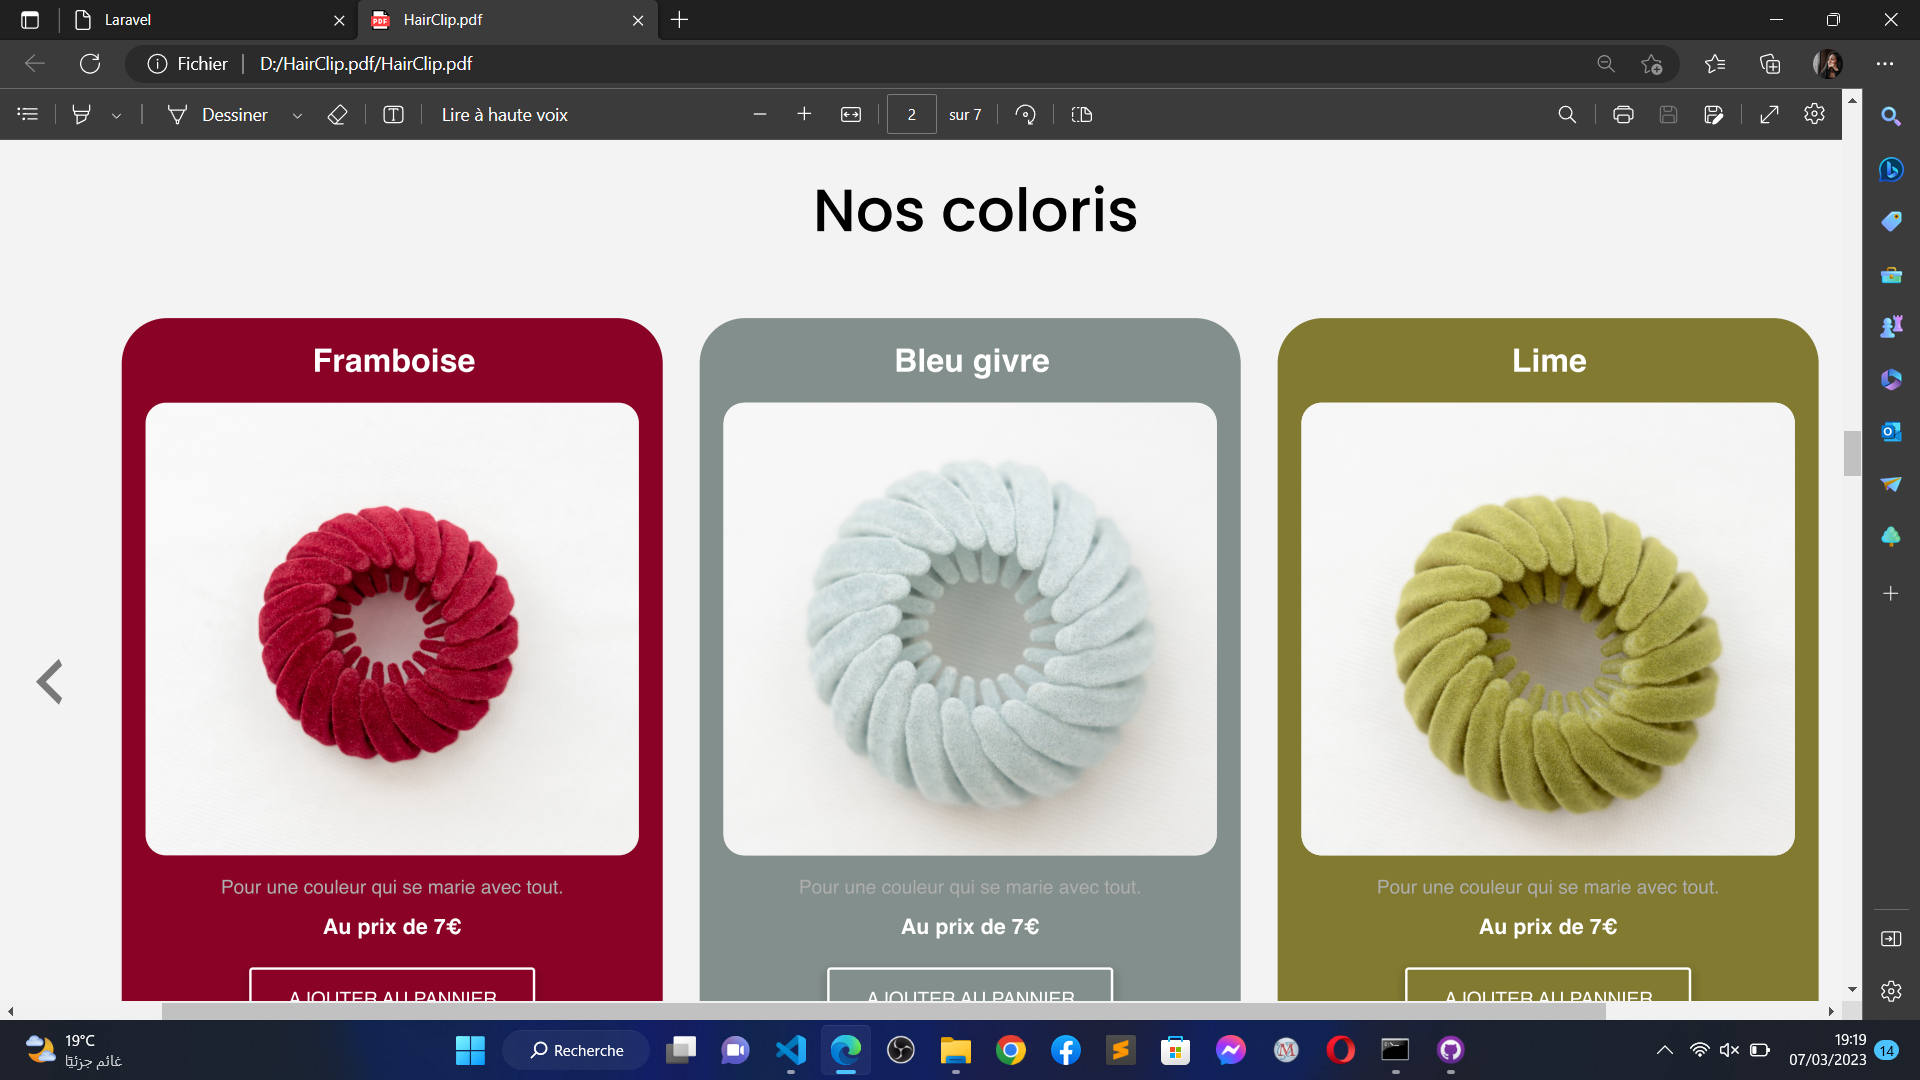 Laravel
HairClip.pdf
Fichier
D:/HairClip.pdf/HairClip.pdf
Dessiner
Lire à haute voix
2
sur 7
Nos coloris
Framboise
Bleu givre
Lime
Pour une couleur qui se marie avec tout.
Pour une couleur qui se marie avec tout.
Pour une couleur qui se marie avec tout.
Au prix de 7€
Au prix de 7€
Au prix de 7€
AJOUTER AU PANNIER
AJOUTER AU PANNIER
AJOUTER AU PANNIER
19°C
غائم جزئيًا
Recherche
19:19
07/03/2023
14